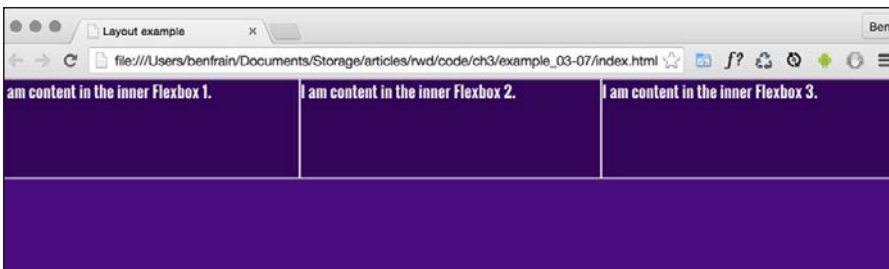 Layout example
Ben
file:///Users/benfrain/Documents/Storage/articles/rwd/code/ch3/example_03-07/index.html
f?
am content in the inner Flexbox 1.
I am content in the inner Flexbox 2.
I am content in the inner Flexbox 3.